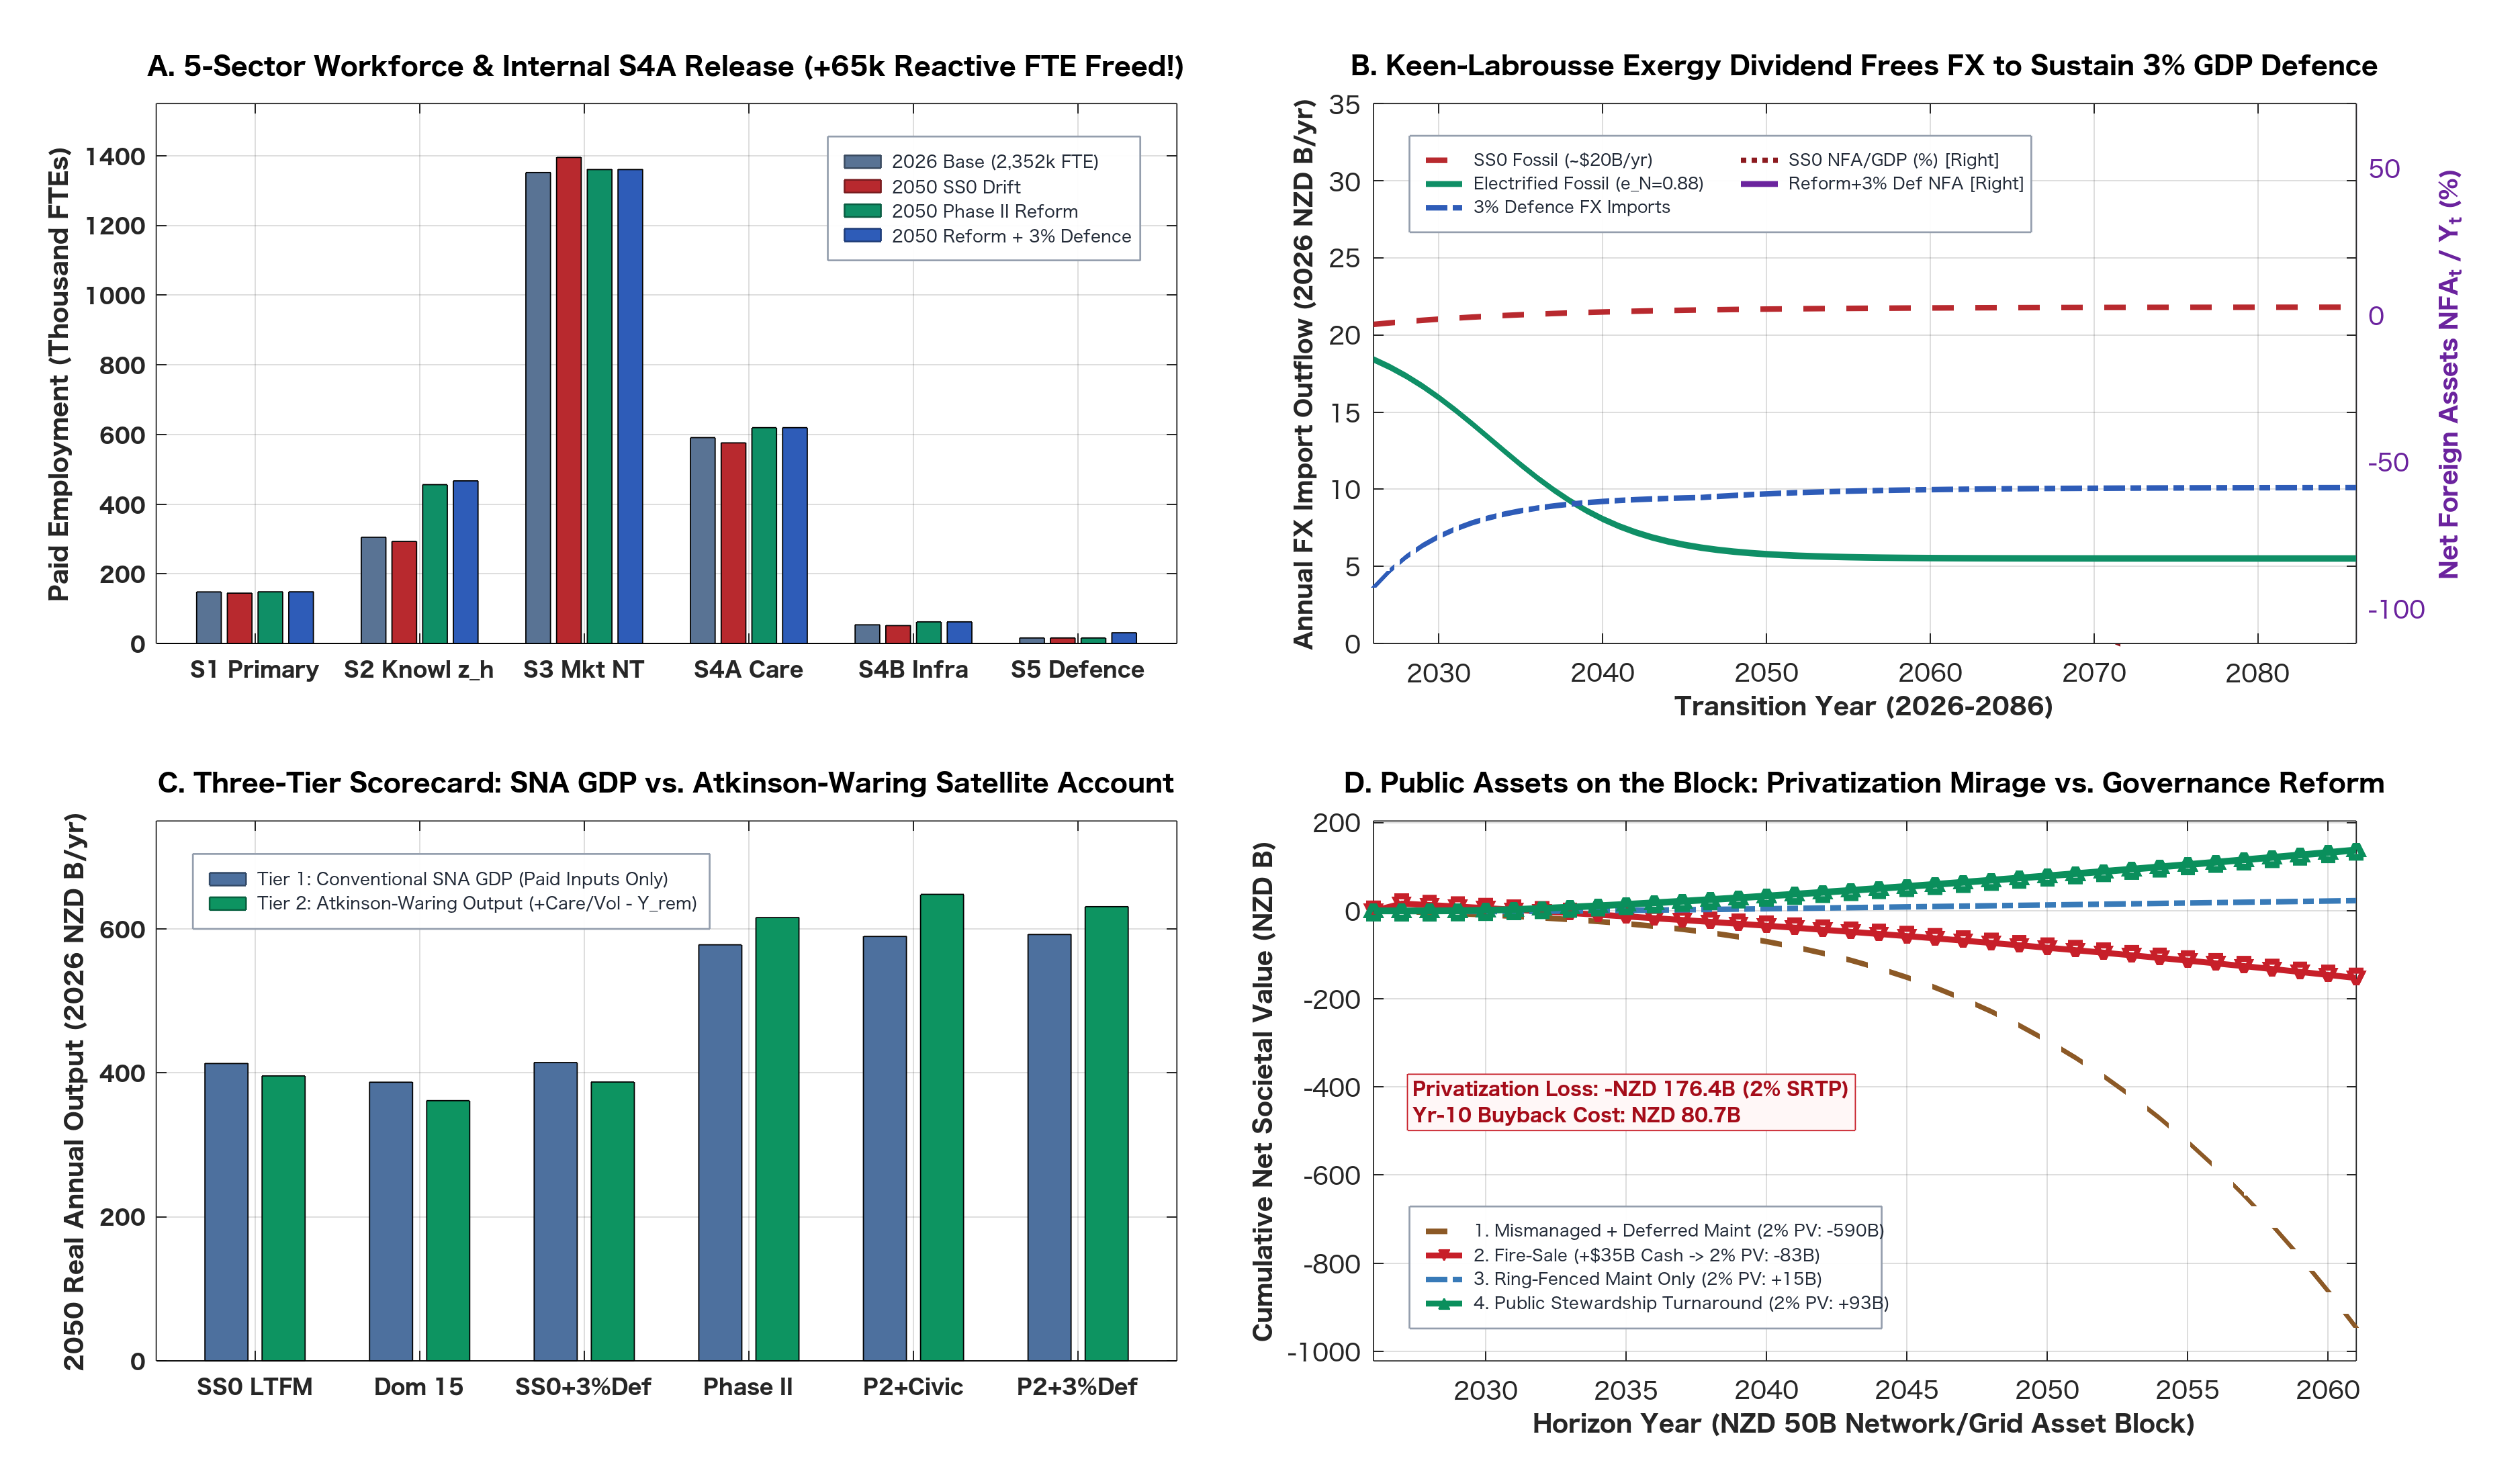 A. 5-Sector Workforce & Internal S4A Release (+65k Reactive FTE Freed!)
Paid Employment (Thousand FTEs)
1400
1200
1000
800
600
400
200
0
2026 Base (2,352k FTE)
2050 SS0 Drift
2050 Phase II Reform
2050 Reform + 3% Defence
S1 Primary
S2 Knowl z_h
S3 Mkt NT
S4A Care
S4B Infra
S5 Defence
B. Keen-Labrousse Exergy Dividend Frees FX to Sustain 3% GDP Defence
Annual FX Import Outflow (2026 NZD B/yr)
35
30
25
20
15
10
5
0
SS0 Fossil (~$20B/yr)
Electrified Fossil (e_N=0.88)
3% Defence FX Imports
SS0 NFA/GDP (%) [Right]
Reform+3% Def NFA [Right]
50
0
-50
-100
Net Foreign Assets NFAt / Yt (%)
2030
2040
2050
2060
2070
2080
Transition Year (2026-2086)
C. Three-Tier Scorecard: SNA GDP vs. Atkinson-Waring Satellite Account
2050 Real Annual Output (2026 NZD B/yr)
600
400
200
0
Tier 1: Conventional SNA GDP (Paid Inputs Only)
Tier 2: Atkinson-Waring Output (+Care/Vol - Y_rem)
SS0 LTFM
Dom 15
SS0+3%Def
Phase II
P2+Civic
P2+3%Def
D. Public Assets on the Block: Privatization Mirage vs. Governance Reform
Cumulative Net Societal Value (NZD B)
200
0
-200
-400
-600
-800
-1000
Privatization Loss: -NZD 176.4B (2% SRTP)
Yr-10 Buyback Cost: NZD 80.7B
1. Mismanaged + Deferred Maint (2% PV: -590B)
2. Fire-Sale (+$35B Cash -> 2% PV: -83B)
3. Ring-Fenced Maint Only (2% PV: +15B)
4. Public Stewardship Turnaround (2% PV: +93B)
2030
2035
2040
2045
2050
2055
2060
Horizon Year (NZD 50B Network/Grid Asset Block)